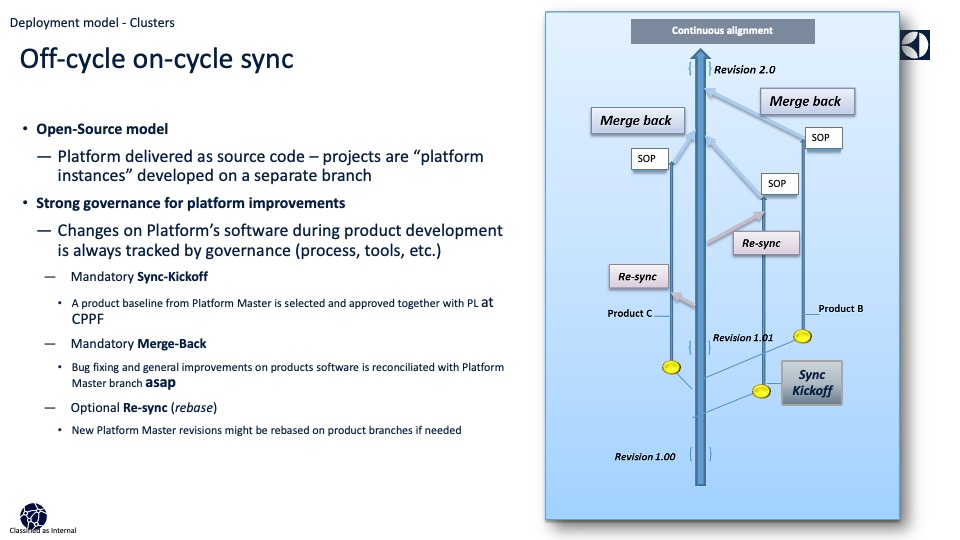 Deployment model - Clusters
Off-cycle on-cycle sync
• Open-Source model
— Platform delivered as source code – projects are “platform
instances” developed on a separate branch
• Strong governance for platform improvements
— Changes on Platform’s software during product development
is always tracked by governance (process, tools, etc.)
— Mandatory Sync-Kickoff
• A product baseline from Platform Master is selected and approved together with PL at
CPPF
— Mandatory Merge-Back
• Bug fixing and general improvements on products software is reconciliated with Platform
Master branch asap
— Optional Re-sync (rebase)
• New Platform Master revisions might be rebased on product branches if needed
Classified as Internal
Continuous alignment
{ } Revision 2.0
Merge back
Merge back
SOP
SOP
SOP
Re-sync
Re-sync
Product C
Product B
{ } Revision 1.01
Sync
Kickoff
Revision 1.00 { }